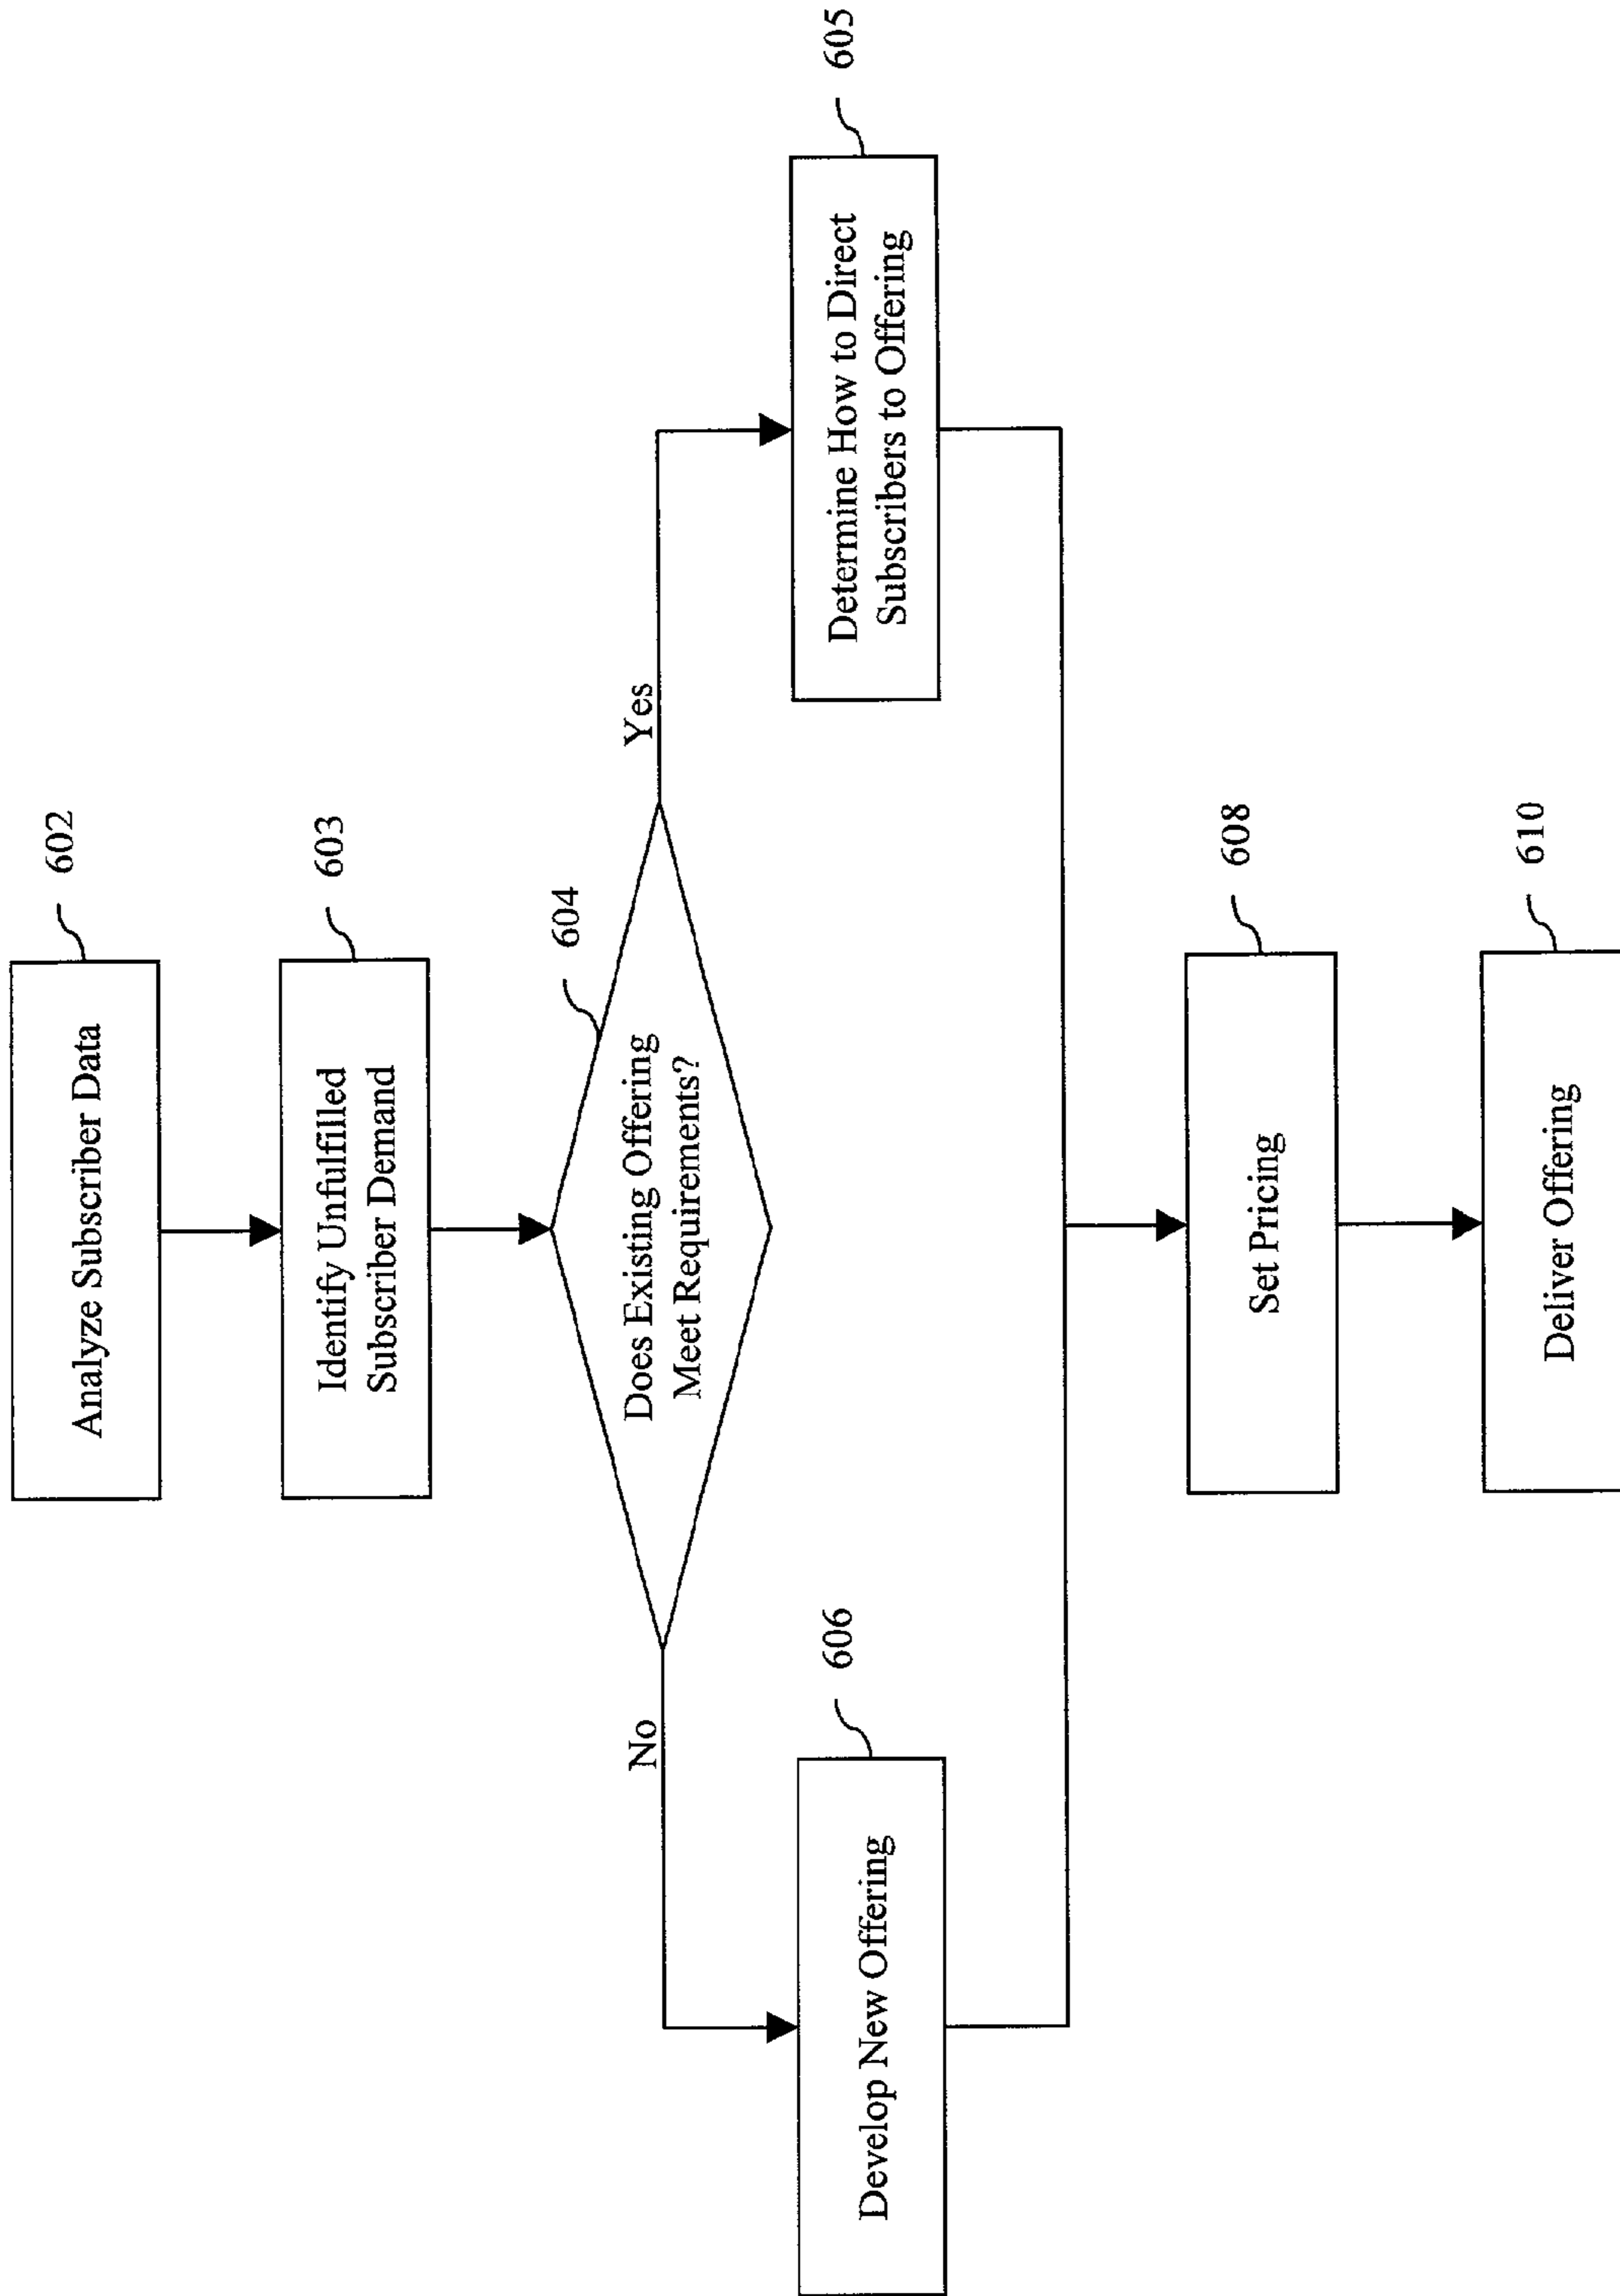 Analyze Subscriber Data
602
Identify Unfulfilled
Subscriber Demand
603
604
Does Existing Offering
Meet Requirements?
No
Yes
Develop New Offering
606
Determine How to Direct
Subscribers to Offering
605
Set Pricing
608
Deliver Offering
610